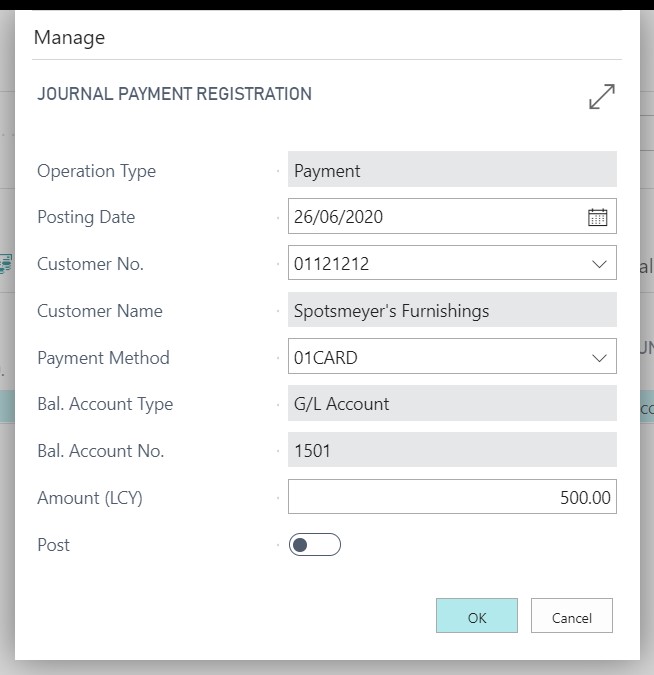 Manage
JOURNAL PAYMENT REGISTRATION
Operation Type Payment
Posting Date 26/06/2020
Customer No. 01121212
Customer Name Spotsmeyer's Furnishings
Payment Method 01CARD
Bal. Account Type G/L Account
Bal. Account No. 1501
Amount (LCY) 500.00
Post
OK Cancel